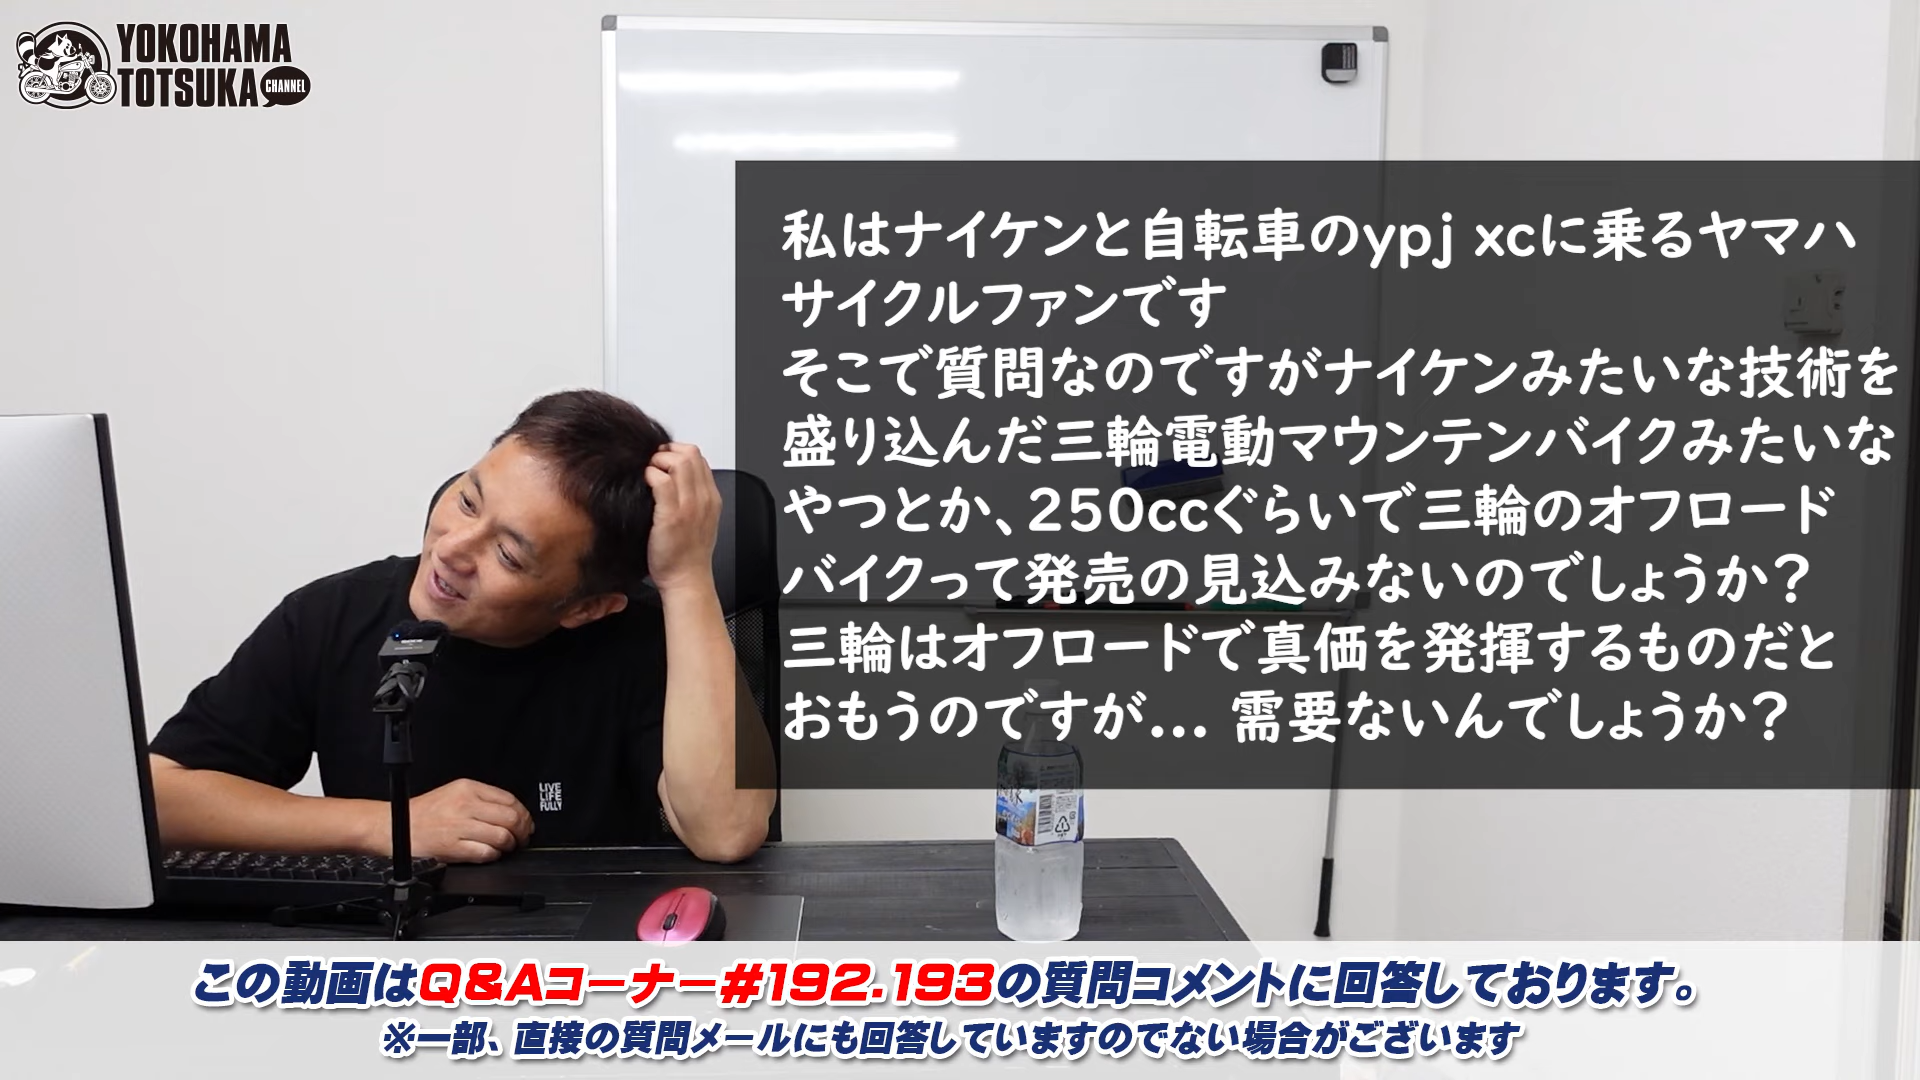 YOKOHAMA
TOTSUKA
CHANNEL
私はナイケンと自転車のypj xcに乗るヤマハ
サイクルファンです
そこで質問なのですがナイケンみたいな技術を
盛り込んだ三輪電動マウンテンバイクみたいな
やつとか、250ccぐらいで三輪のオフロード
バイクって発売の見込みないのでしょうか？
三輪はオフロードで真価を発揮するものだと
おもうのですが... 需要ないんでしょうか？
LIVE
LIFE
FULLY
この動画はQ&Aコーナー#192.193の質問コメントに回答しております。
※一部、直接の質問メールにも回答していますのでない場合がございます